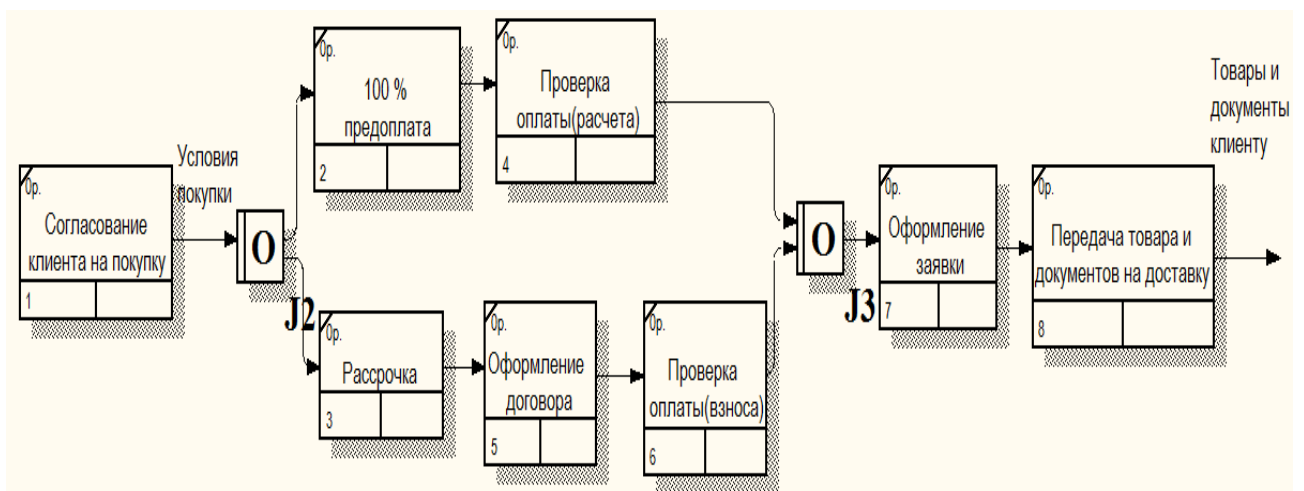 0р.
Согласование
клиента на покупку
1
Условия
покупки
O
J2
0р.
100 %
предоплата
2
0р.
Проверка
оплаты(расчета)
4
0р.
Рассрочка
3
0р.
Оформление
договора
5
0р.
Проверка
оплаты(взноса)
6
O
J3
0р.
Оформление
заявки
7
0р.
Передача товара и
документов на доставку
8
Товары и
документы
клиенту